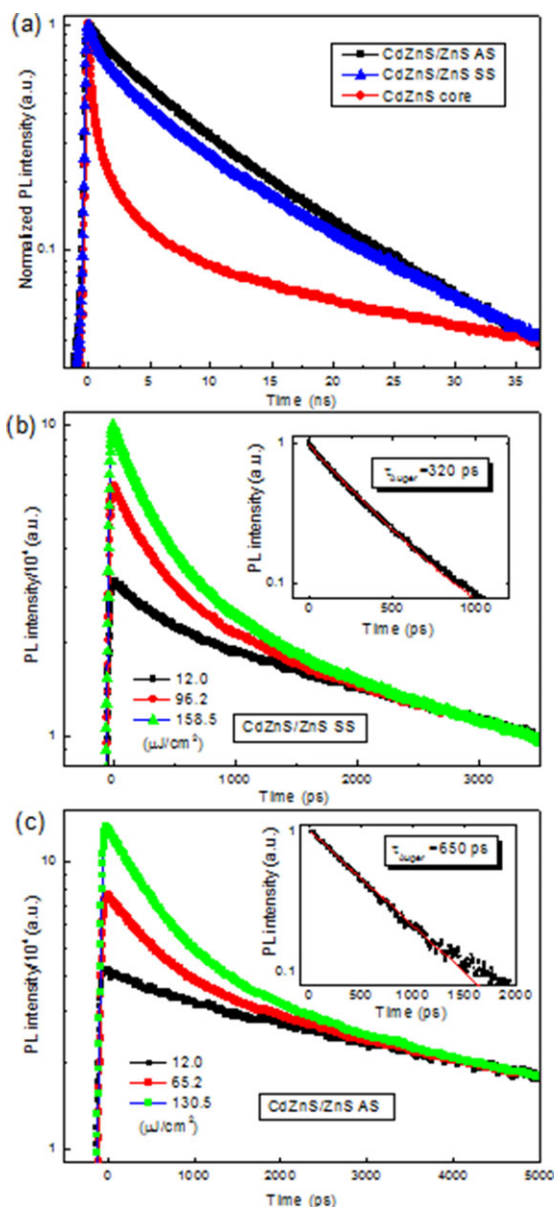 (a)
1
0.1
Normalized PL intensity (a.u.)
CdZnS/ZnS AS
CdZnS/ZnS SS
CdZnS core
0 5 10 15 20 25 30 35
Time (ns)
(b)
10
1
PL intensity/10⁴ (a.u.)
1
0.1
PL intensity (a.u.)
τAuger=320 ps
0 500 1000
Time (ps)
12.0
96.2
158.5
(μJ/cm²)
CdZnS/ZnS SS
0 1000 2000 3000
Time (ps)
(c)
10
1
PL intensity/10⁴ (a.u.)
1
0.1
PL intensity (a.u.)
τAuger=650 ps
0 500 1000 1500 2000
Time (ps)
12.0
65.2
130.5
(μJ/cm²)
CdZnS/ZnS AS
0 1000 2000 3000 4000 5000
Time (ps)